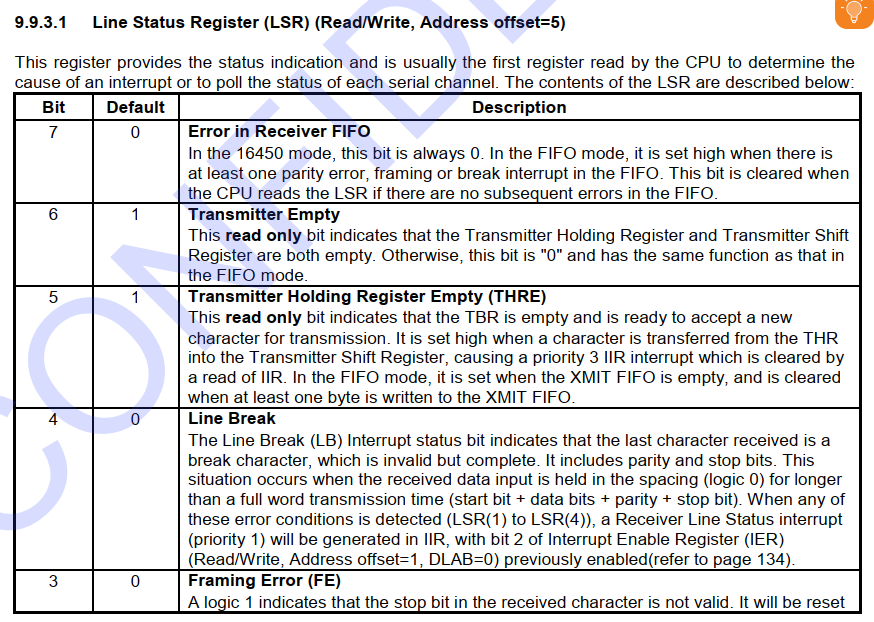 9.9.3.1 Line Status Register (LSR) (Read/Write, Address offset=5)
This register provides the status indication and is usually the first register read by the CPU to determine the
cause of an interrupt or to poll the status of each serial channel. The contents of the LSR are described below:
Bit Default Description
7 0 Error in Receiver FIFO
In the 16450 mode, this bit is always 0. In the FIFO mode, it is set high when there is
at least one parity error, framing or break interrupt in the FIFO. This bit is cleared when
the CPU reads the LSR if there are no subsequent errors in the FIFO.
6 1 Transmitter Empty
This read only bit indicates that the Transmitter Holding Register and Transmitter Shift
Register are both empty. Otherwise, this bit is "0" and has the same function as that in
the FIFO mode.
5 1 Transmitter Holding Register Empty (THRE)
This read only bit indicates that the TBR is empty and is ready to accept a new
character for transmission. It is set high when a character is transferred from the THR
into the Transmitter Shift Register, causing a priority 3 IIR interrupt which is cleared by
a read of IIR. In the FIFO mode, it is set when the XMIT FIFO is empty, and is cleared
when at least one byte is written to the XMIT FIFO.
4 0 Line Break
The Line Break (LB) Interrupt status bit indicates that the last character received is a
break character, which is invalid but complete. It includes parity and stop bits. This
situation occurs when the received data input is held in the spacing (logic 0) for longer
than a full word transmission time (start bit + data bits + parity + stop bit). When any of
these error conditions is detected (LSR(1) to LSR(4)), a Receiver Line Status interrupt
(priority 1) will be generated in IIR, with bit 2 of Interrupt Enable Register (IER)
(Read/Write, Address offset=1, DLAB=0) previously enabled(refer to page 134).
3 0 Framing Error (FE)
A logic 1 indicates that the stop bit in the received character is not valid. It will be reset
CONFID